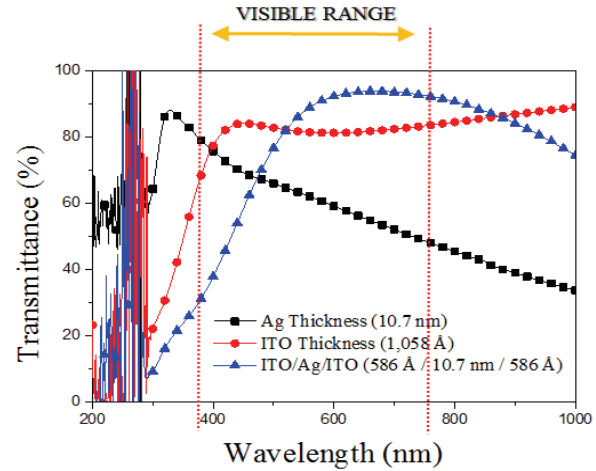 VISIBLE RANGE
100
80
60
40
20
0
Transmittance (%)
Ag Thickness (10.7 nm)
ITO Thickness (1,058 Å)
ITO/Ag/ITO (586 Å / 10.7 nm / 586 Å)
200 400 600 800 1000
Wavelength (nm)